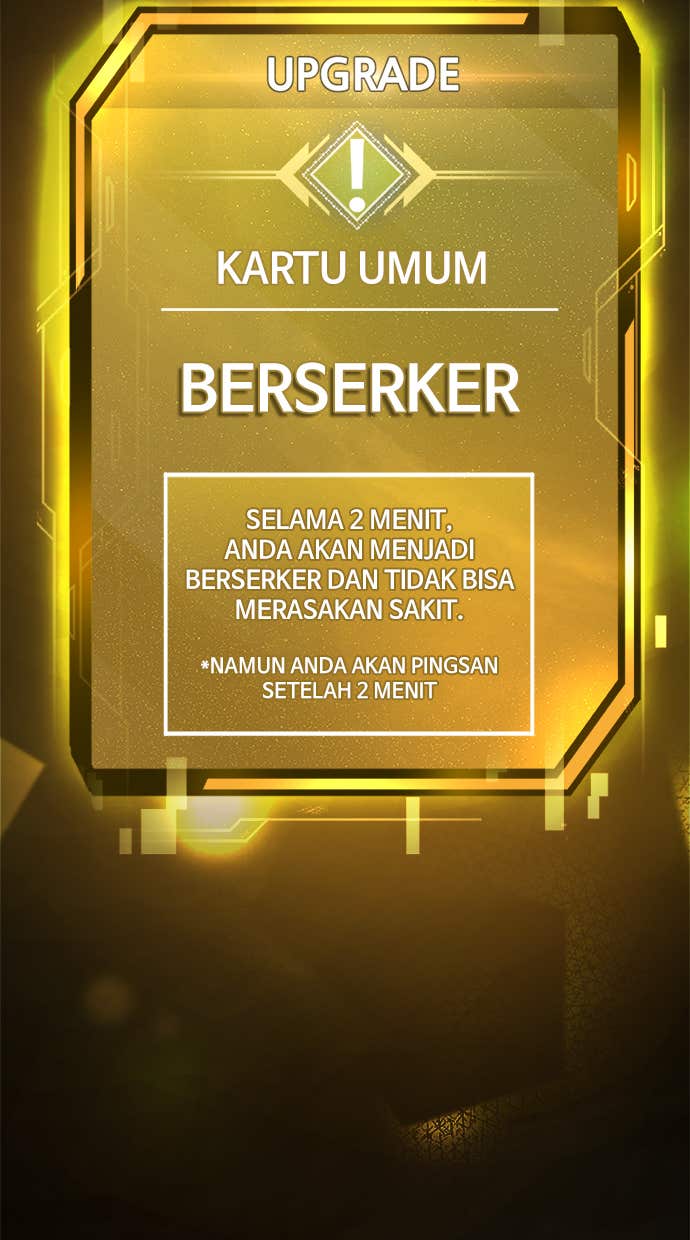 UPGRADE
!
KARTU UMUM
BERSERKER
SELAMA 2 MENIT,
ANDA AKAN MENJADI
BERSERKER DAN TIDAK BISA
MERASAKAN SAKIT.
*NAMUN ANDA AKAN PINGSAN
SETELAH 2 MENIT